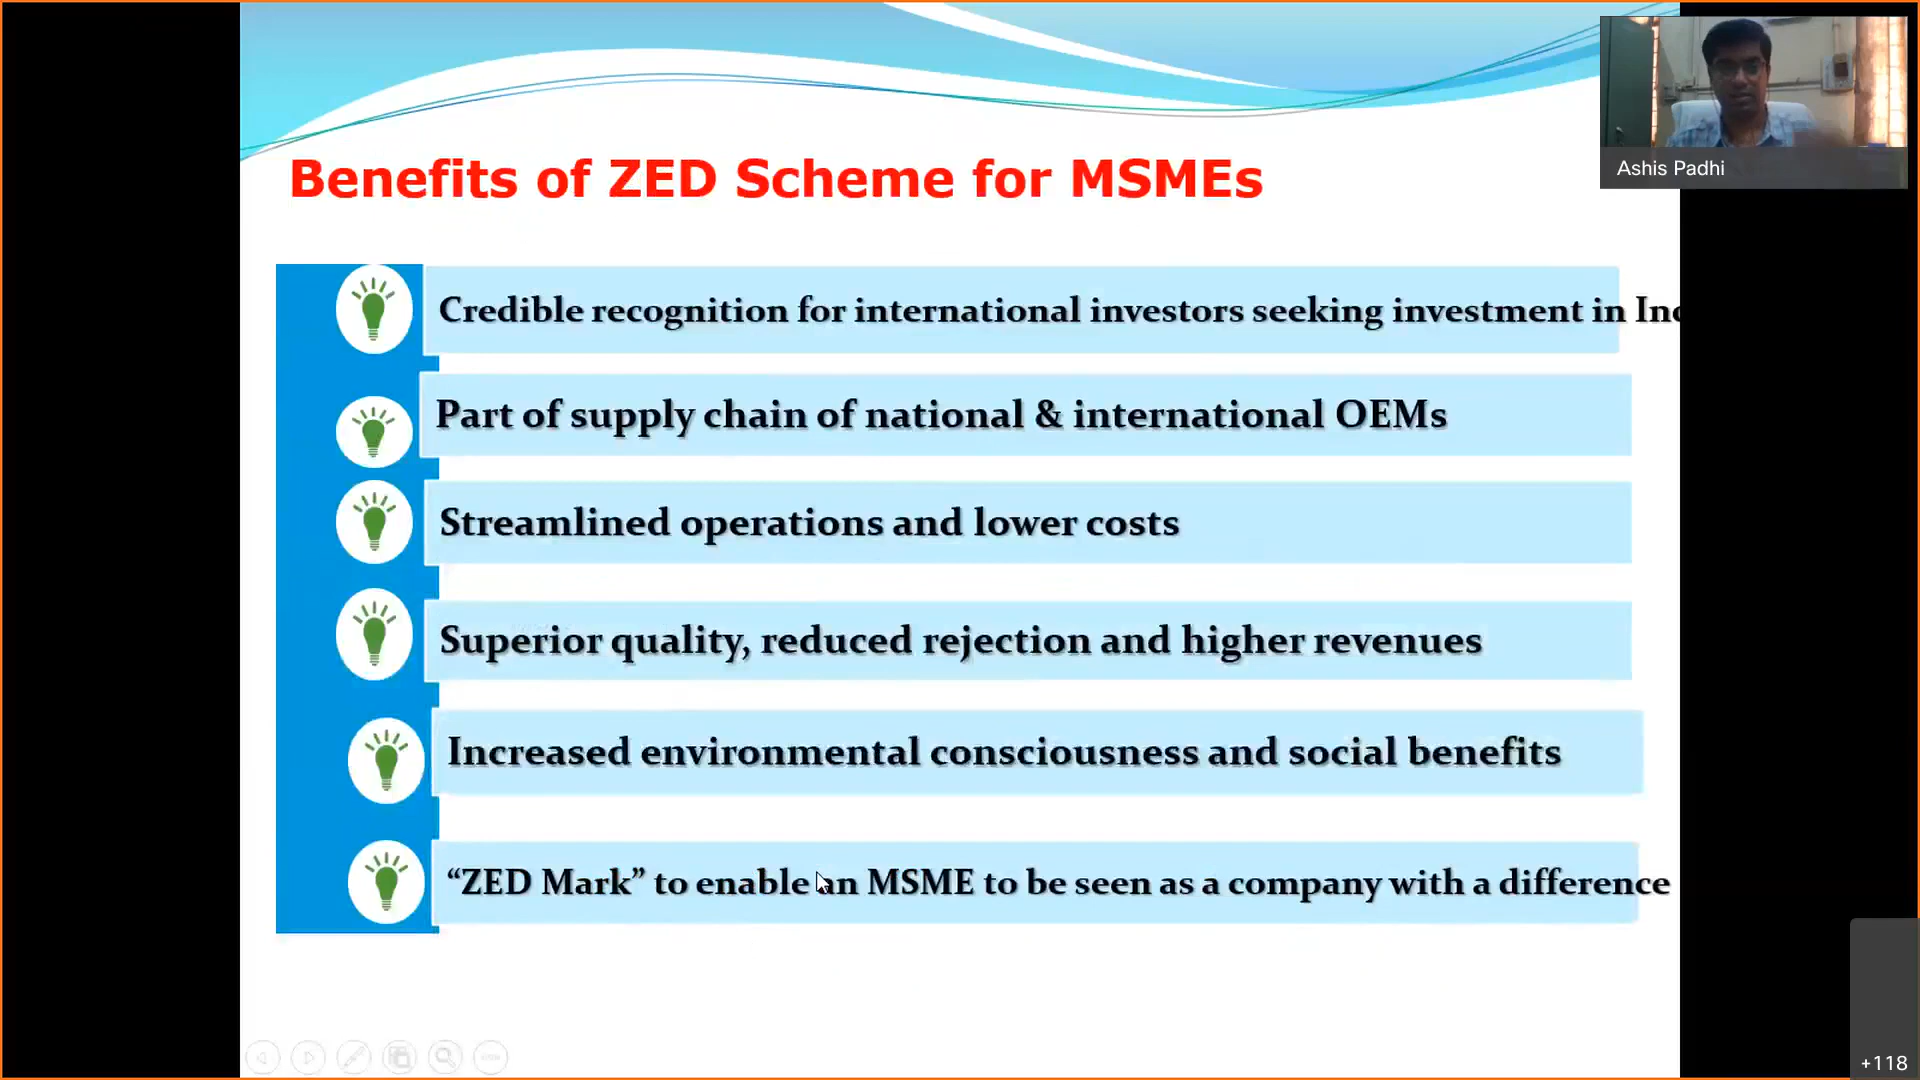 Ashis Padhi
Benefits of ZED Scheme for MSMEs
Credible recognition for international investors seeking investment in
Part of supply chain of national & international OEMs
Streamlined operations and lower costs
Superior quality, reduced rejection and higher revenues
Increased environmental consciousness and social benefits
“ZED Mark” to enable an MSME to be seen as a company with a difference
+118